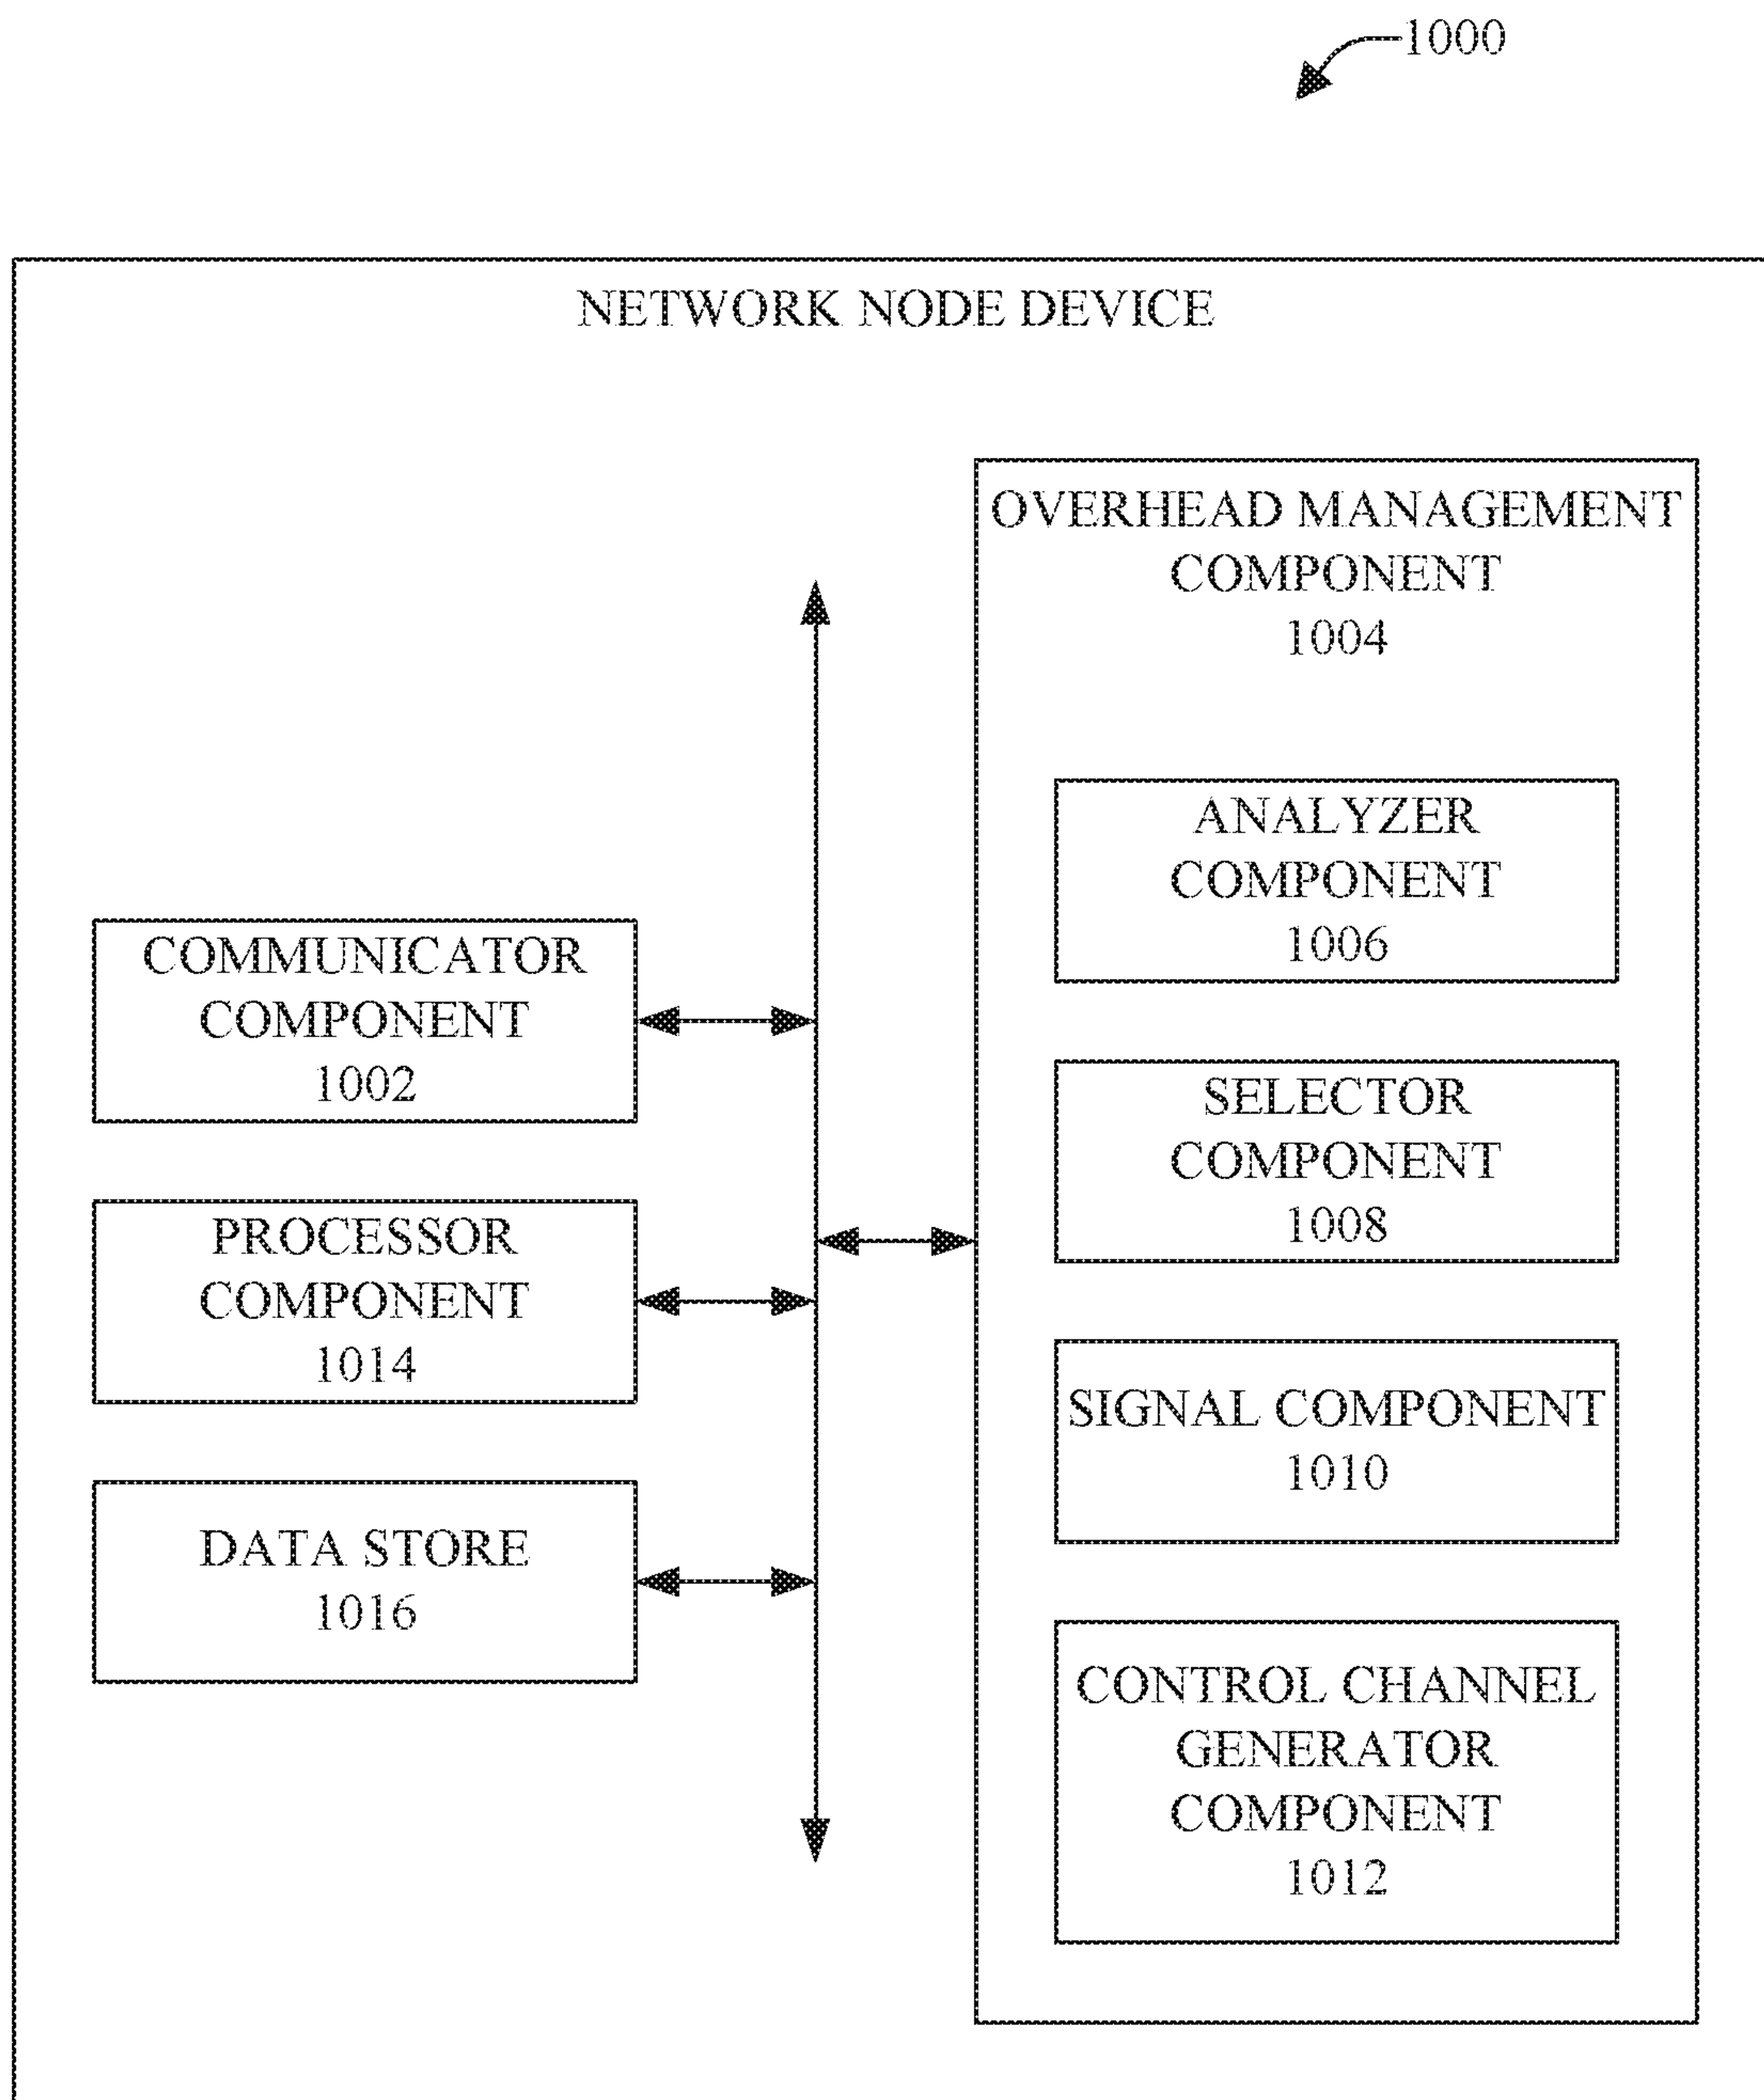 1000
NETWORK NODE DEVICE
OVERHEAD MANAGEMENT
COMPONENT
1004
ANALYZER
COMPONENT
1006
COMMUNICATOR
COMPONENT
1002
SELECTOR
COMPONENT
1008
PROCESSOR
COMPONENT
1014
SIGNAL COMPONENT
1010
DATA STORE
1016
CONTROL CHANNEL
GENERATOR
COMPONENT
1012